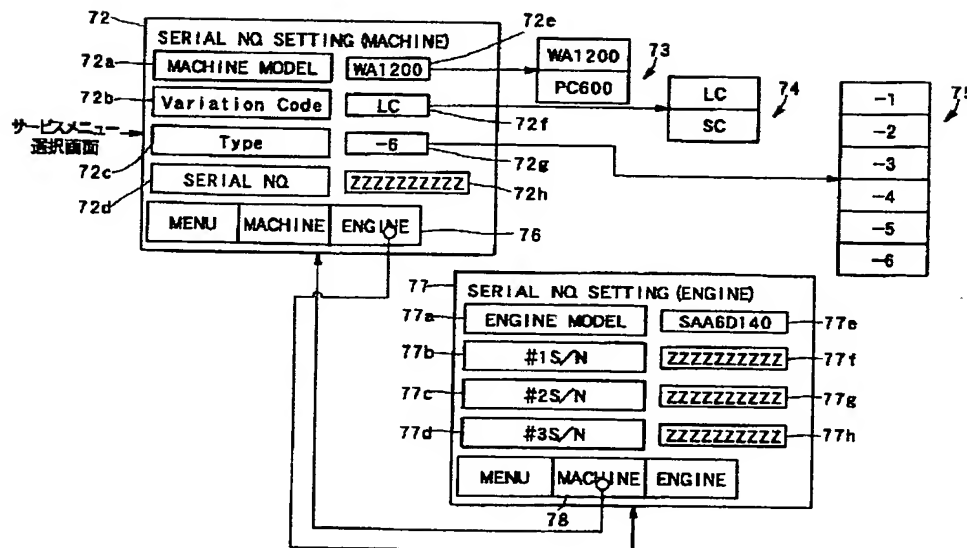 72
SERIAL NO. SETTING (MACHINE)
72a
MACHINE MODEL
WA1200
72e
72b
Variation Code
LC
72f
サービスメニュー
選択画面
72c
Type
-6
72g
72d
SERIAL NO.
ZZZZZZZZZZ
72h
MENU
MACHINE
ENGINE
76
WA1200
PC600
73
LC
SC
74
-1
-2
-3
-4
-5
-6
75
77
SERIAL NO. SETTING (ENGINE)
77a
ENGINE MODEL
SAA6D140
77e
77b
#1S/N
ZZZZZZZZZZ
77f
77c
#2S/N
ZZZZZZZZZZ
77g
77d
#3S/N
ZZZZZZZZZZ
77h
MENU
MACHINE
ENGINE
78